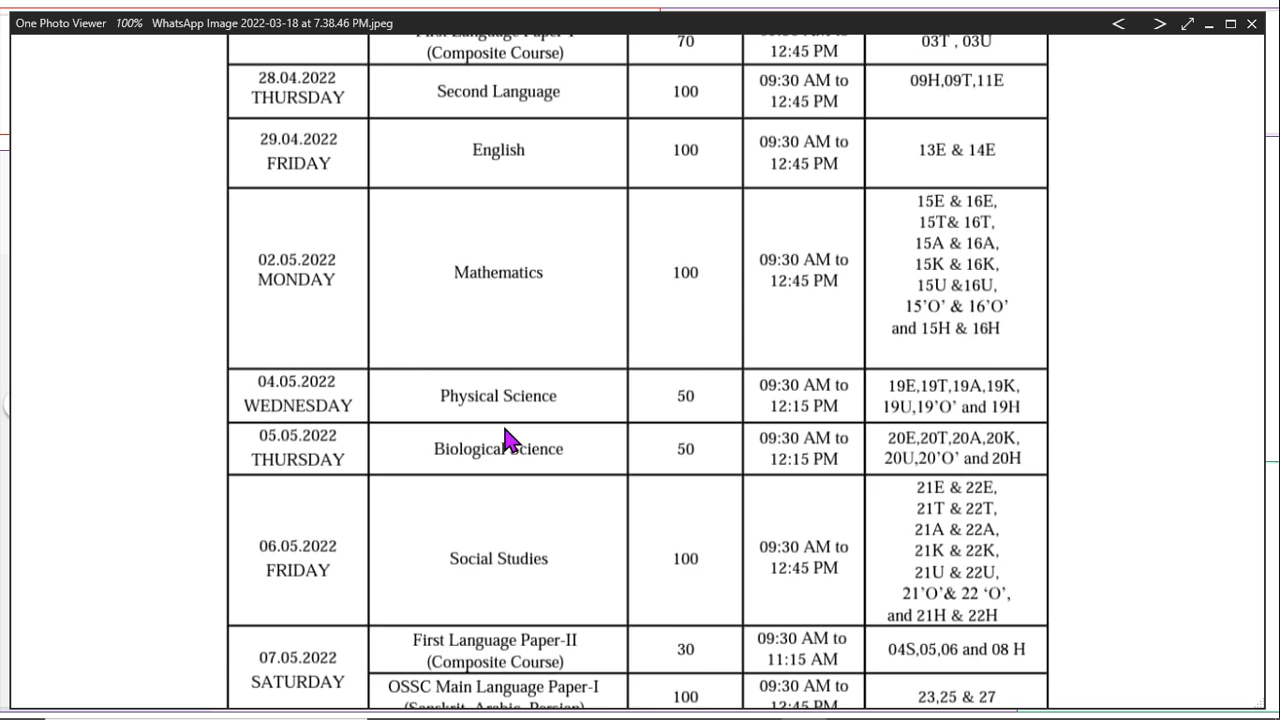 One Photo Viewer 100% WhatsApp Image 2022-03-18 at 7.38.46 PM.jpeg
First Language Paper-I
(Composite Course)
70
12:45 PM
03T , 03U
28.04.2022
THURSDAY
Second Language
100
09:30 AM to
12:45 PM
09H,09T,11E
29.04.2022
FRIDAY
English
100
09:30 AM to
12:45 PM
13E & 14E
02.05.2022
MONDAY
Mathematics
100
09:30 AM to
12:45 PM
15E & 16E,
15T& 16T,
15A & 16A,
15K & 16K,
15U &16U,
15’O’ & 16’O’
and 15H & 16H
04.05.2022
WEDNESDAY
Physical Science
50
09:30 AM to
12:15 PM
19E,19T,19A,19K,
19U,19’O’ and 19H
05.05.2022
THURSDAY
Biological Science
50
09:30 AM to
12:15 PM
20E,20T,20A,20K,
20U,20’O’ and 20H
06.05.2022
FRIDAY
Social Studies
100
09:30 AM to
12:45 PM
21E & 22E,
21T & 22T,
21A & 22A,
21K & 22K,
21U & 22U,
21’O’& 22 ‘O’,
and 21H & 22H
07.05.2022
SATURDAY
First Language Paper-II
(Composite Course)
30
09:30 AM to
11:15 AM
04S,05,06 and 08 H
OSSC Main Language Paper-I
(Sanskrit, Arabic, Persian)
100
09:30 AM to
12:45 PM
23,25 & 27